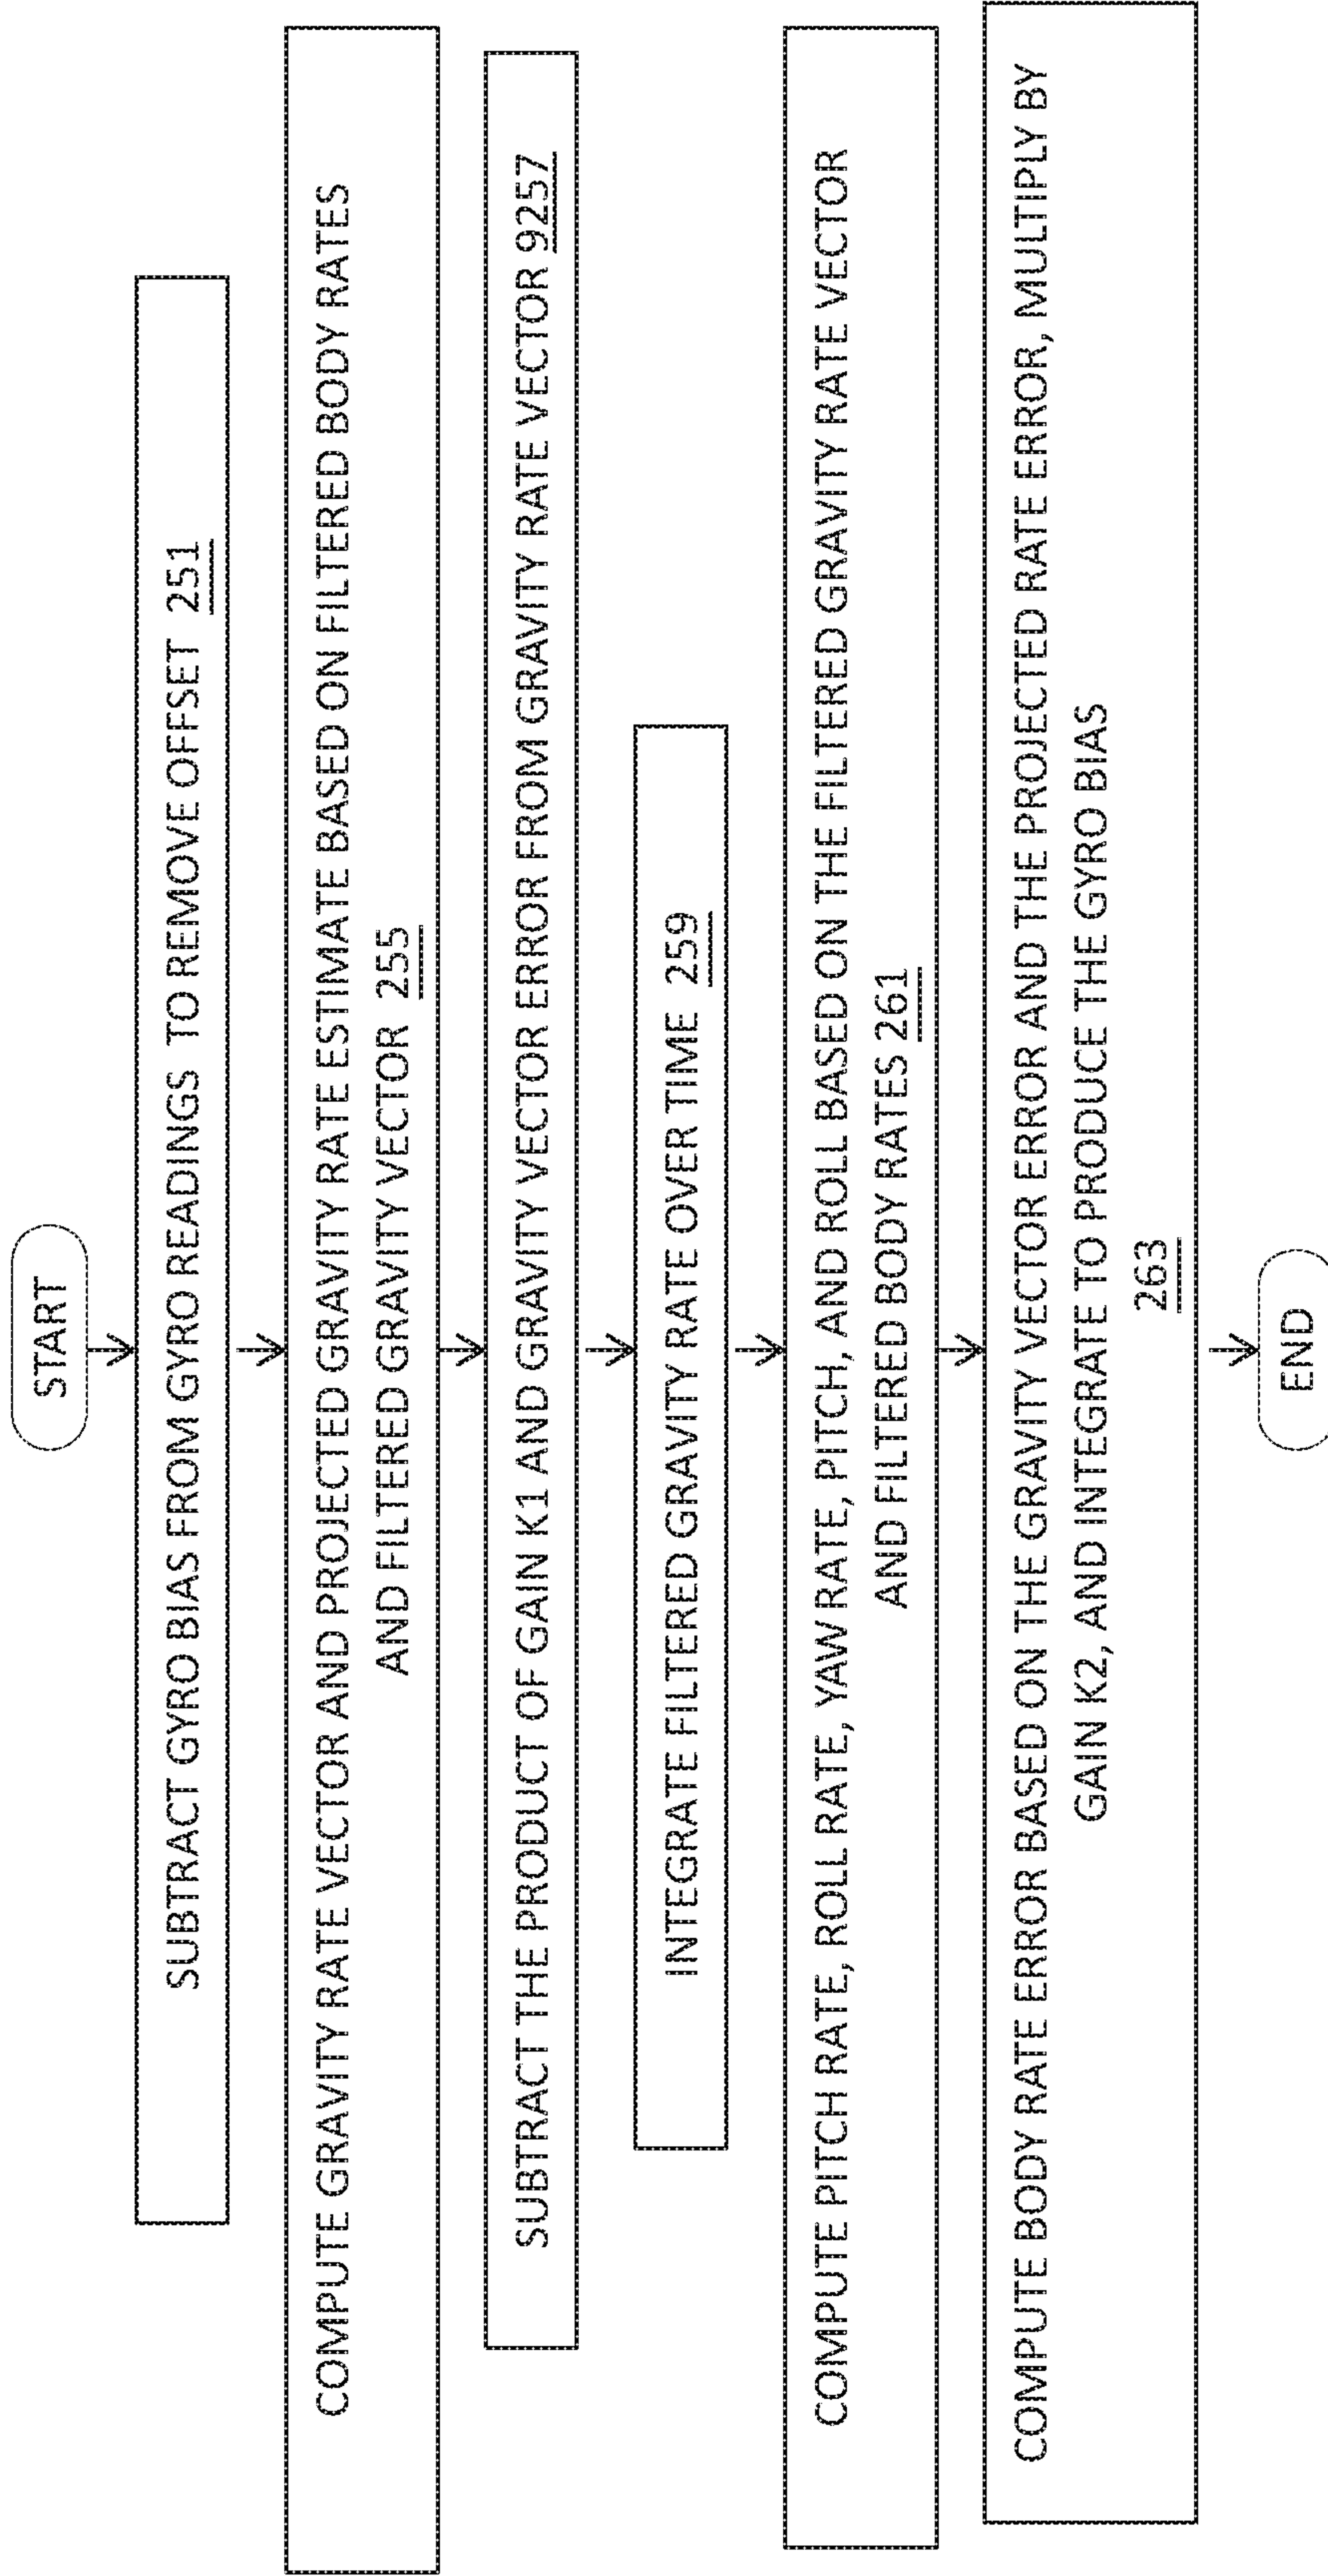 START
SUBTRACT GYRO BIAS FROM GYRO READINGS TO REMOVE OFFSET 251
COMPUTE GRAVITY RATE VECTOR AND PROJECTED GRAVITY RATE ESTIMATE BASED ON FILTERED BODY RATES
AND FILTERED GRAVITY VECTOR 255
SUBTRACT THE PRODUCT OF GAIN K1 AND GRAVITY VECTOR ERROR FROM GRAVITY RATE VECTOR 9257
INTEGRATE FILTERED GRAVITY RATE OVER TIME 259
COMPUTE PITCH RATE, ROLL RATE, YAW RATE, PITCH, AND ROLL BASED ON THE FILTERED GRAVITY RATE VECTOR
AND FILTERED BODY RATES 261
COMPUTE BODY RATE ERROR BASED ON THE GRAVITY VECTOR ERROR AND THE PROJECTED RATE ERROR, MULTIPLY BY
GAIN K2, AND INTEGRATE TO PRODUCE THE GYRO BIAS
263
END